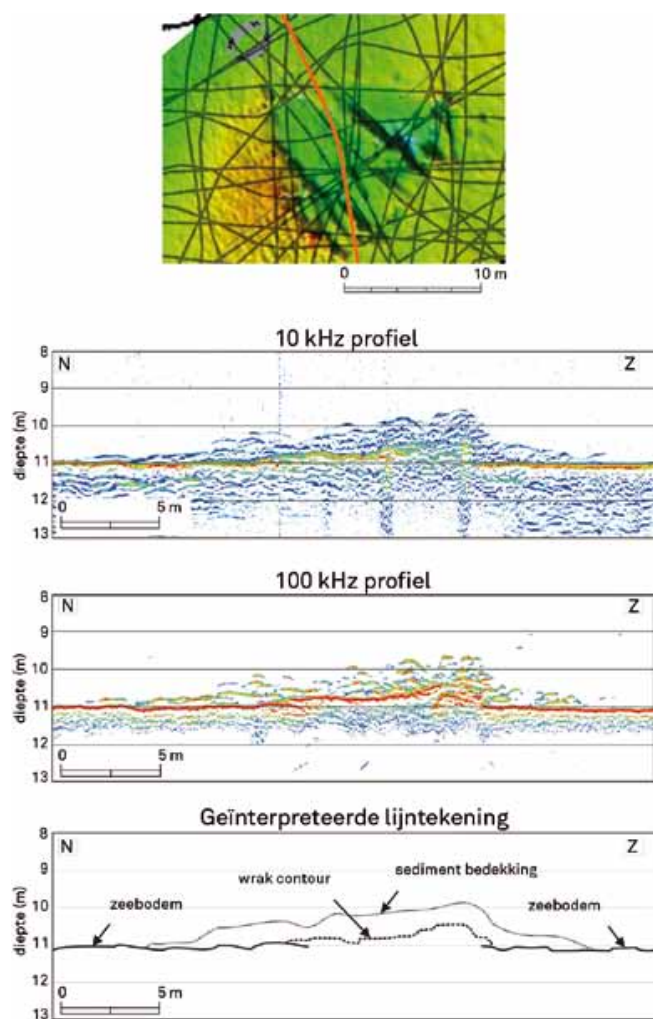 0 10 m
10 kHz profiel
8
N Z
9
10
diepte (m)
11
12
0 5 m
13
100 kHz profiel
8
N Z
9
10
diepte (m)
11
12
0 5 m
13
Geïnterpreteerde lijntekening
8
N Z
9
wrak contour sediment bedekking
zeebodem zeebodem
10
diepte (m)
11
12
0 5 m
13